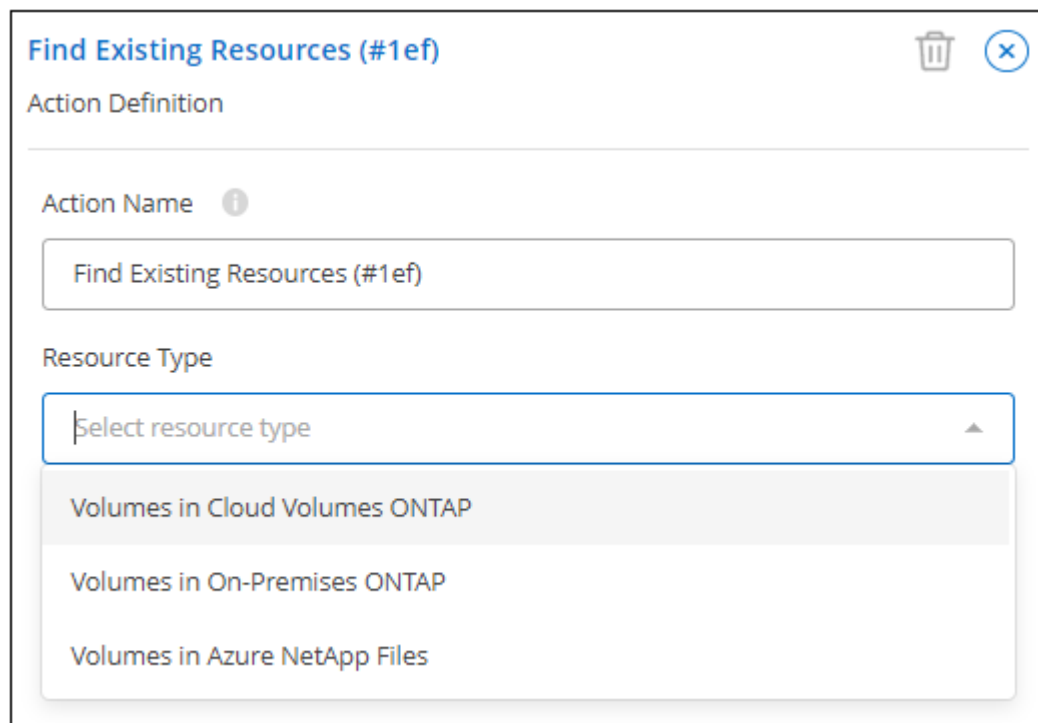 Find Existing Resources (#1ef)
Action Definition
Action Name
Find Existing Resources (#1ef)
Resource Type
Select resource type
Volumes in Cloud Volumes ONTAP
Volumes in On-Premises ONTAP
Volumes in Azure NetApp Files